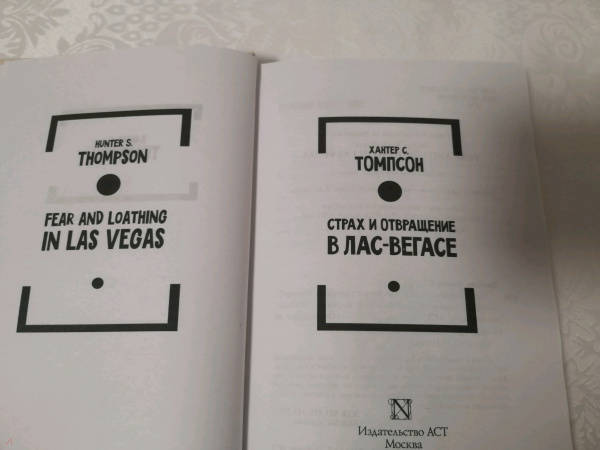 HUNTER S.
THOMPSON
FEAR AND LOATHING
IN LAS VEGAS
ХАНТЕР С.
ТОМПСОН
СТРАХ И ОТВРАЩЕНИЕ
В ЛАС-ВЕГАСЕ
N
Издательство АСТ
Москва